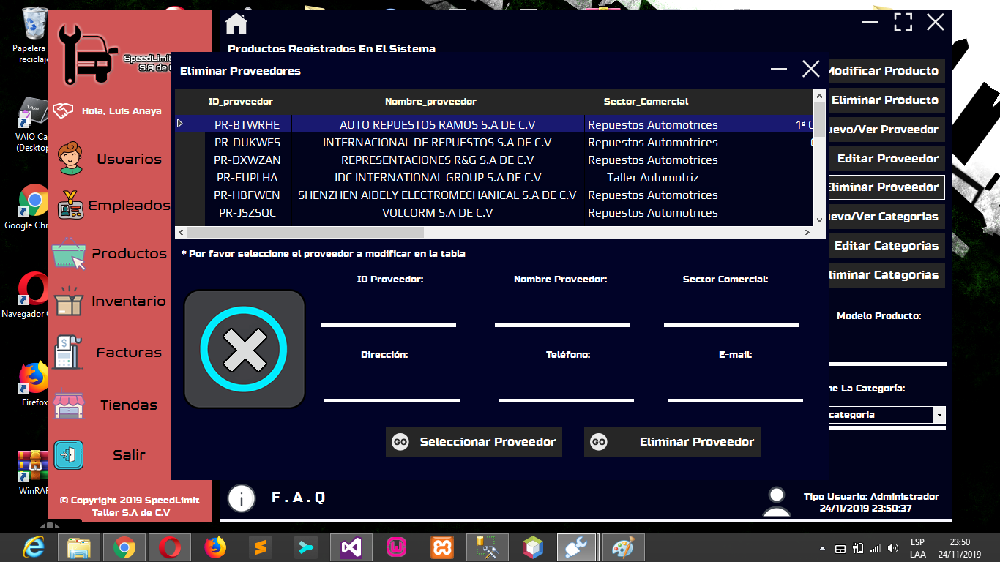 Papelera
reciclaje
VAIO Ca
(Desktop
Google Chr
Navegador
Firefox
WinRAR
SpeedLimit
S.A de C
Hola, Luis Anaya
Usuarios
Empleados
Productos
Inventario
Facturas
Tiendas
Salir
© Copyright 2019 SpeedLimit
Taller S.A de C.V
Productos Registrados En El Sistema
Eliminar Proveedores
ID_proveedor Nombre_proveedor Sector_Comercial
PR-BTWRHE AUTO REPUESTOS RAMOS S.A DE C.V Repuestos Automotrices 1ª C
PR-DUKWES INTERNACIONAL DE REPUESTOS S.A DE C.V Repuestos Automotrices
PR-DXWZAN REPRESENTACIONES R&G S.A DE C.V Repuestos Automotrices
PR-EUPLHA JDC INTERNATIONAL GROUP S.A DE C.V Taller Automotriz
PR-HBFWCN SHENZHEN AIDELY ELECTROMECHANICAL S.A DE C.V Repuestos Automotrices
PR-JSZSQC VOLCORM S.A DE C.V Repuestos Automotrices
* Por favor seleccione el proveedor a modificar en la tabla
ID Proveedor: Nombre Proveedor: Sector Comercial:
Dirección: Teléfono: E-mail:
GO Seleccionar Proveedor GO Eliminar Proveedor
Modificar Producto
Eliminar Producto
uevo/Ver Proveedor
Editar Proveedor
Eliminar Proveedor
evo/Ver Categorias
Editar Categorias
liminar Categorias
Modelo Producto:
ne La Categoría:
categoria
F.A.Q
Tipo Usuario: Administrador
24/11/2019 23:50:37
ESP 23:50
LAA 24/11/2019